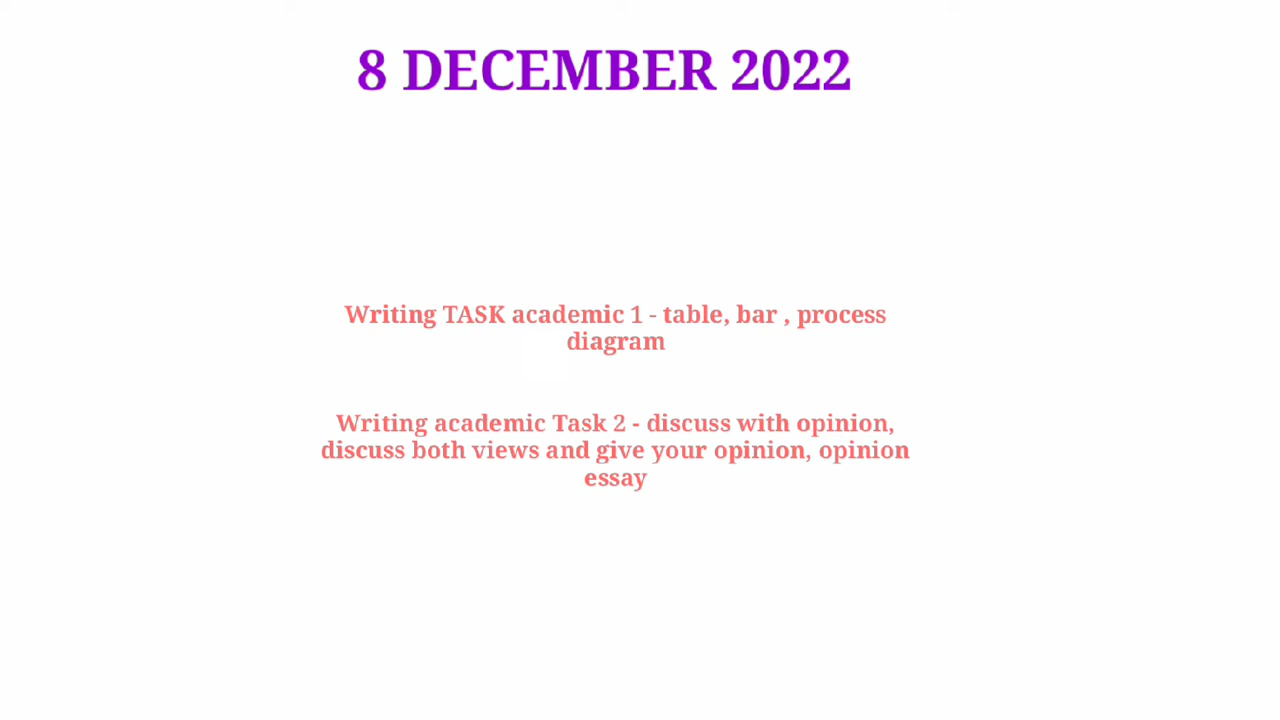 8 DECEMBER 2022
Writing TASK academic 1 - table, bar , process
diagram
Writing academic Task 2 - discuss with opinion,
discuss both views and give your opinion, opinion
essay